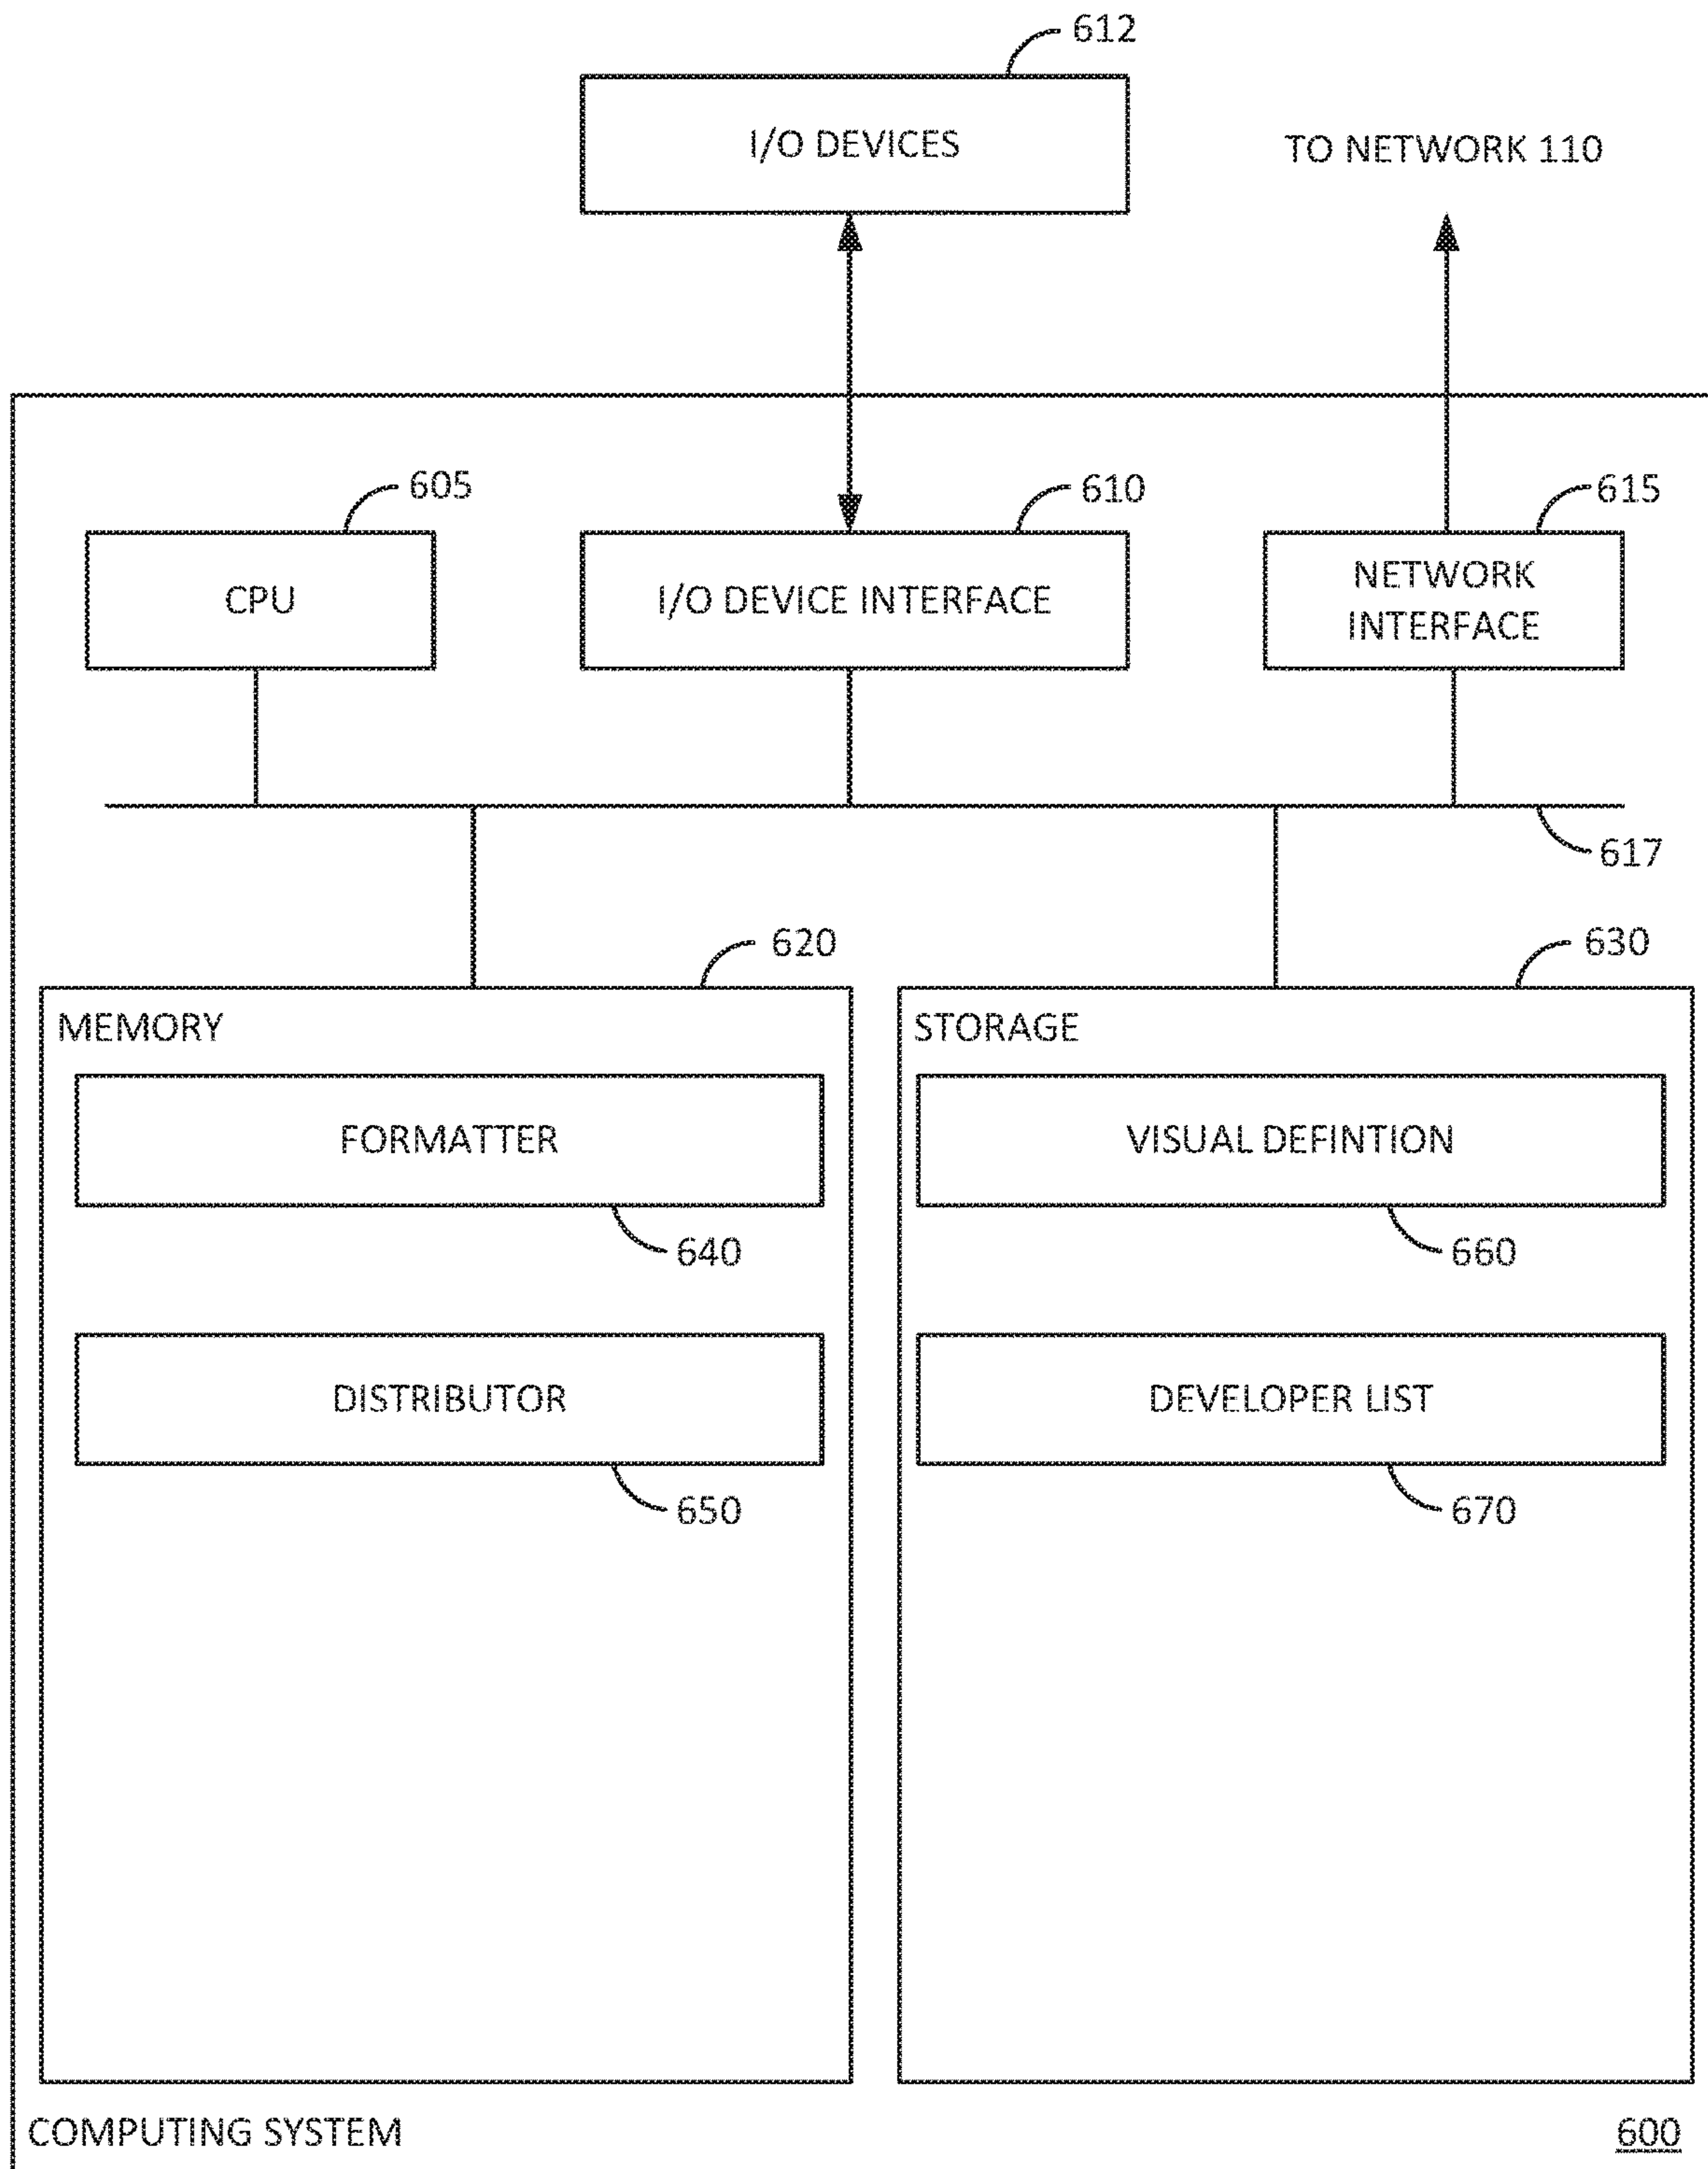 612
I/O DEVICES
TO NETWORK 110
605
610
615
CPU
I/O DEVICE INTERFACE
NETWORK
INTERFACE
617
620
630
MEMORY
STORAGE
FORMATTER
VISUAL DEFINTION
640
660
DISTRIBUTOR
DEVELOPER LIST
650
670
COMPUTING SYSTEM
600